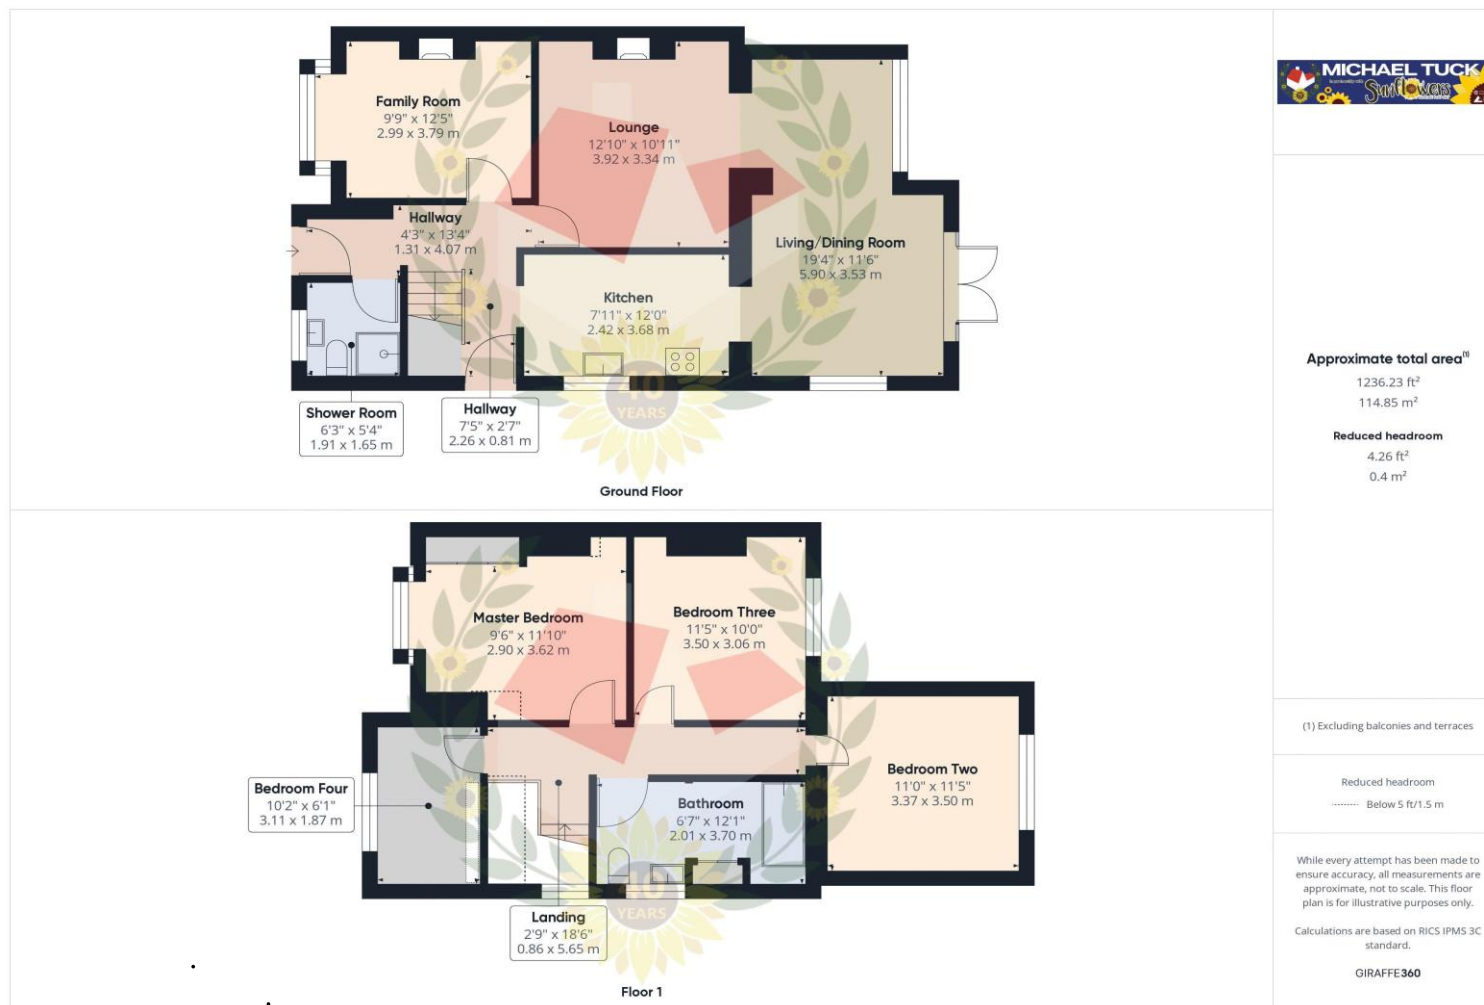 Family Room
9'9" x 12'5"
2.99 x 3.79 m
Lounge
12'10" x 10'11"
3.92 x 3.34 m
Hallway
4'3" x 13'4"
1.31 x 4.07 m
Living/Dining Room
19'4" x 11'6"
5.90 x 3.53 m
Kitchen
7'11" x 12'0"
2.42 x 3.68 m
Shower Room
6'3" x 5'4"
1.91 x 1.65 m
Hallway
7'5" x 2'7"
2.26 x 0.81 m
40
YEARS
Ground Floor
Master Bedroom
9'6" x 11'10"
2.90 x 3.62 m
Bedroom Three
11'5" x 10'0"
3.50 x 3.06 m
Bedroom Four
10'2" x 6'1"
3.11 x 1.87 m
Bedroom Two
11'0" x 11'5"
3.37 x 3.50 m
Bathroom
6'7" x 12'1"
2.01 x 3.70 m
40
YEARS
Landing
2'9" x 18'6"
0.86 x 5.65 m
Floor 1
MICHAEL TUCK
Sunflowers
Approximate total area(1)
1236.23 ft²
114.85 m²
Reduced headroom
4.26 ft²
0.4 m²
(1) Excluding balconies and terraces
Reduced headroom
Below 5 ft/1.5 m
While every attempt has been made to
ensure accuracy, all measurements are
approximate, not to scale. This floor
plan is for illustrative purposes only.
Calculations are based on RICS IPMS 3C
standard.
GIRAFFE360